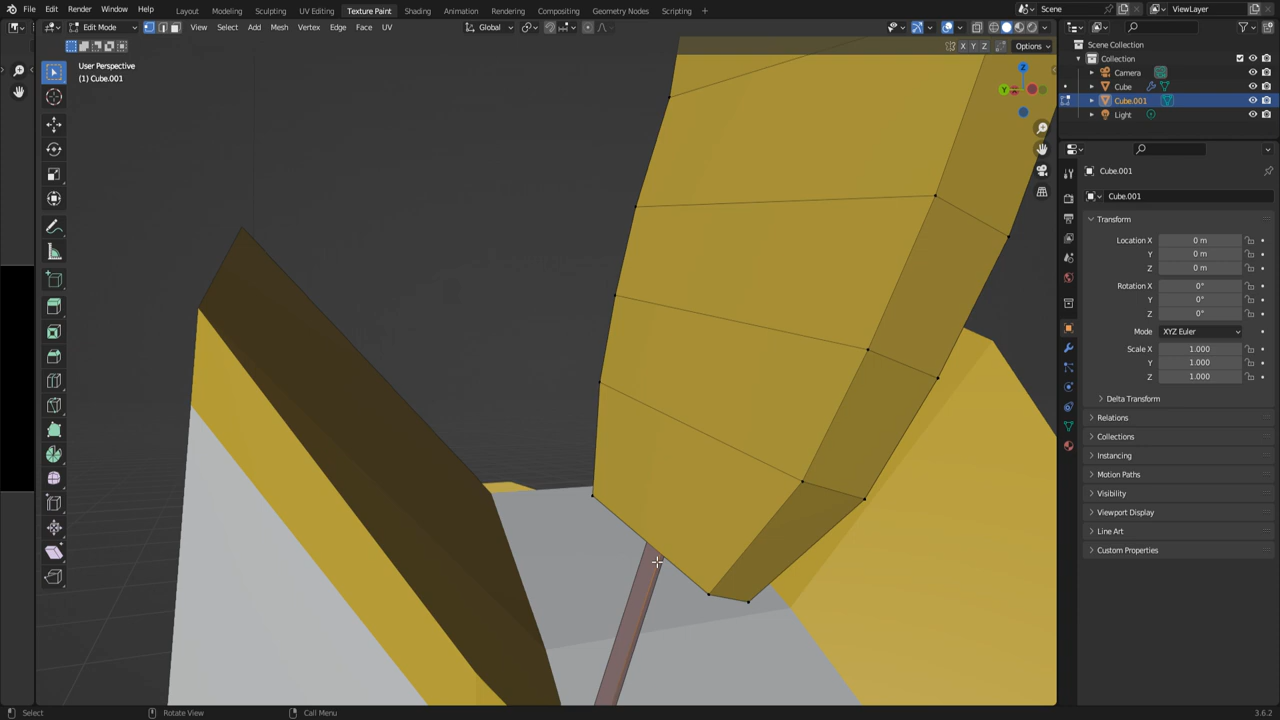 File Edit Render Window Help Layout Modeling Sculpting UV Editing Texture Paint Shading Animation Rendering Compositing Geometry Nodes Scripting + Scene ViewLayer
Edit Mode View Select Add Mesh Vertex Edge Face UV Global
X Y Z Options
User Perspective
(1) Cube.001
Z
Y
Scene Collection
Collection
Camera
Cube
Cube.001
Light
Cube.001
Cube.001
Transform
Location X 0 m
Y 0 m
Z 0 m
Rotation X 0°
Y 0°
Z 0°
Mode XYZ Euler
Scale X 1.000
Y 1.000
Z 1.000
Delta Transform
Relations
Collections
Instancing
Motion Paths
Visibility
Viewport Display
Line Art
Custom Properties
Select Rotate View Call Menu 3.6.2